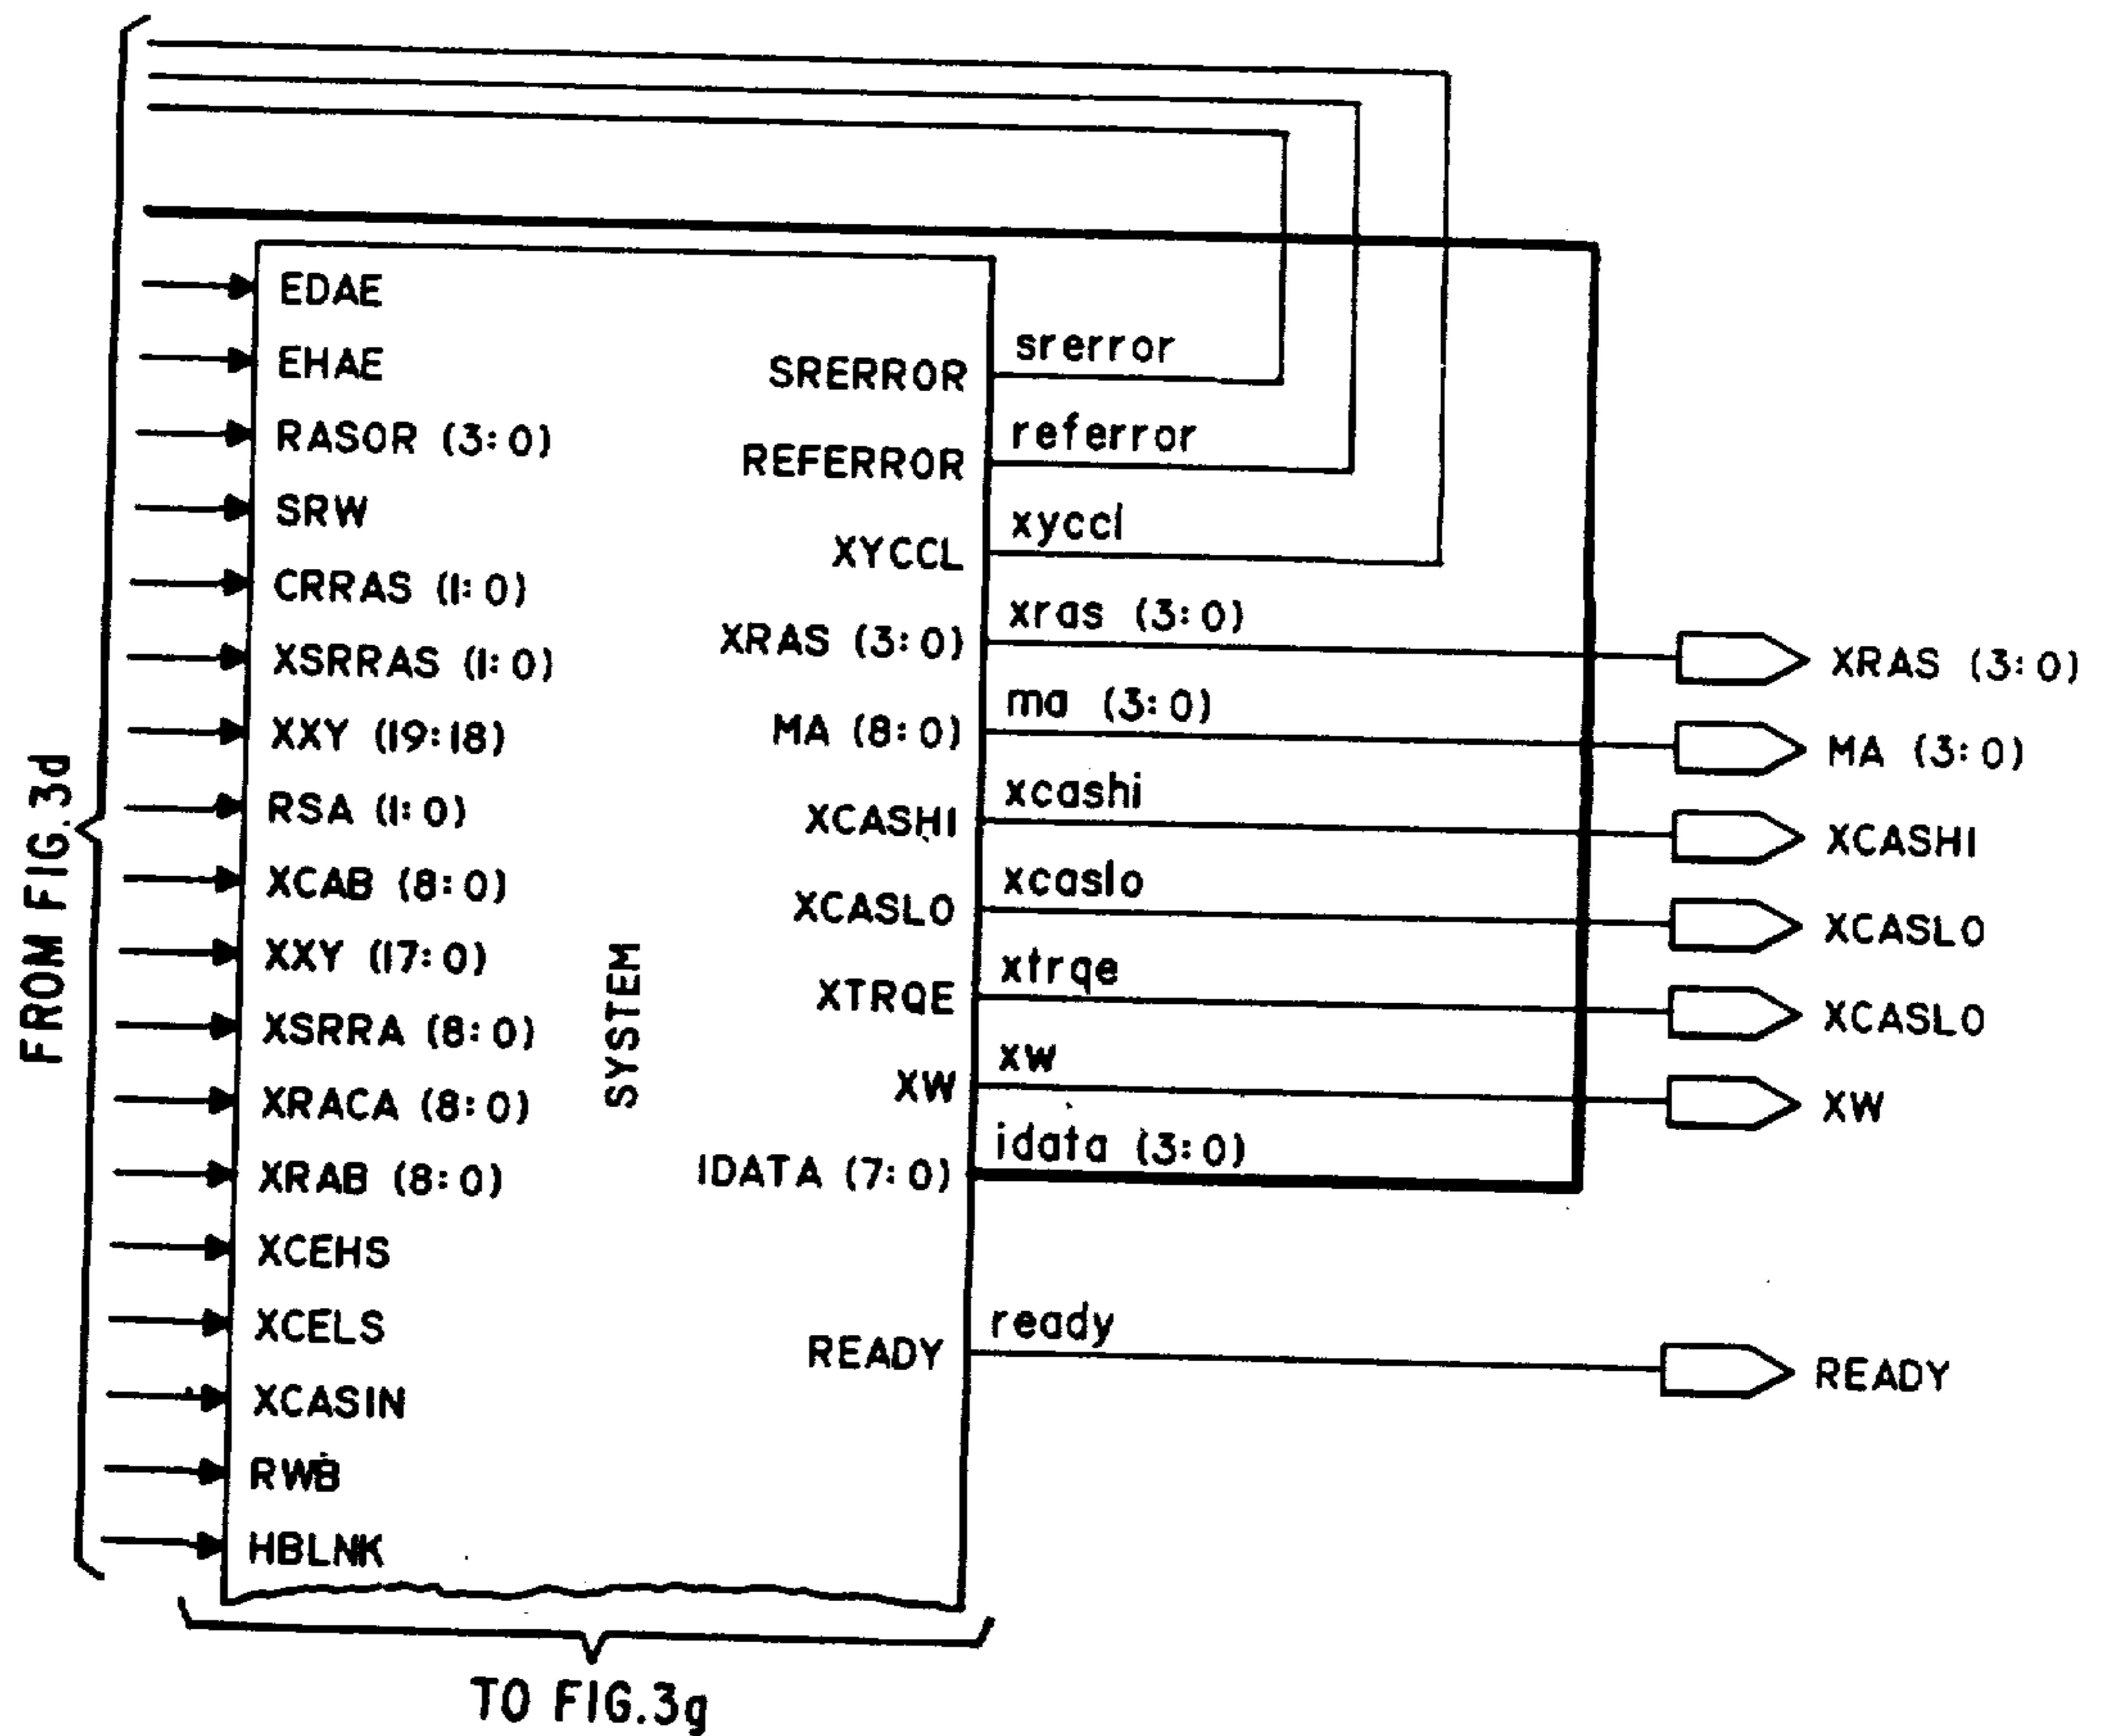 EDAE
EHAE
RASOR (3:0)
SRW
CRRAS (1:0)
XSRRAS (1:0)
XXY (19:18)
RSA (1:0)
XCAB (8:0)
XXY (17:0)
XSRRA (8:0)
XRACA (8:0)
XRAB (8:0)
XCEHS
XCELS
XCASIN
RWB
HBLNK
FROM FIG.3d
SYSTEM
SRERROR
srerror
REFERROR
referror
XYCCL
xyccl
XRAS (3:0)
xras (3:0)
XRAS (3:0)
MA (8:0)
ma (3:0)
MA (3:0)
XCASHI
xcashi
XCASHI
XCASLO
xcaslo
XCASLO
XTRQE
xtrqe
XCASLO
XW
xw
XW
IDATA (7:0)
idata (3:0)
READY
ready
READY
TO FIG.3g